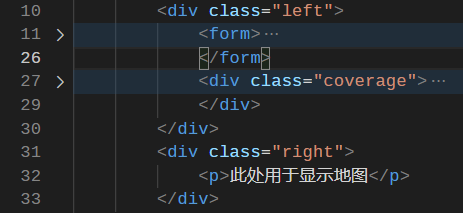 10 <div class="left">
11 > <form>…
26 </form>
27 > <div class="coverage">…
29 </div>
30 </div>
31 <div class="right">
32 <p>此处用于显示地图</p>
33 </div>